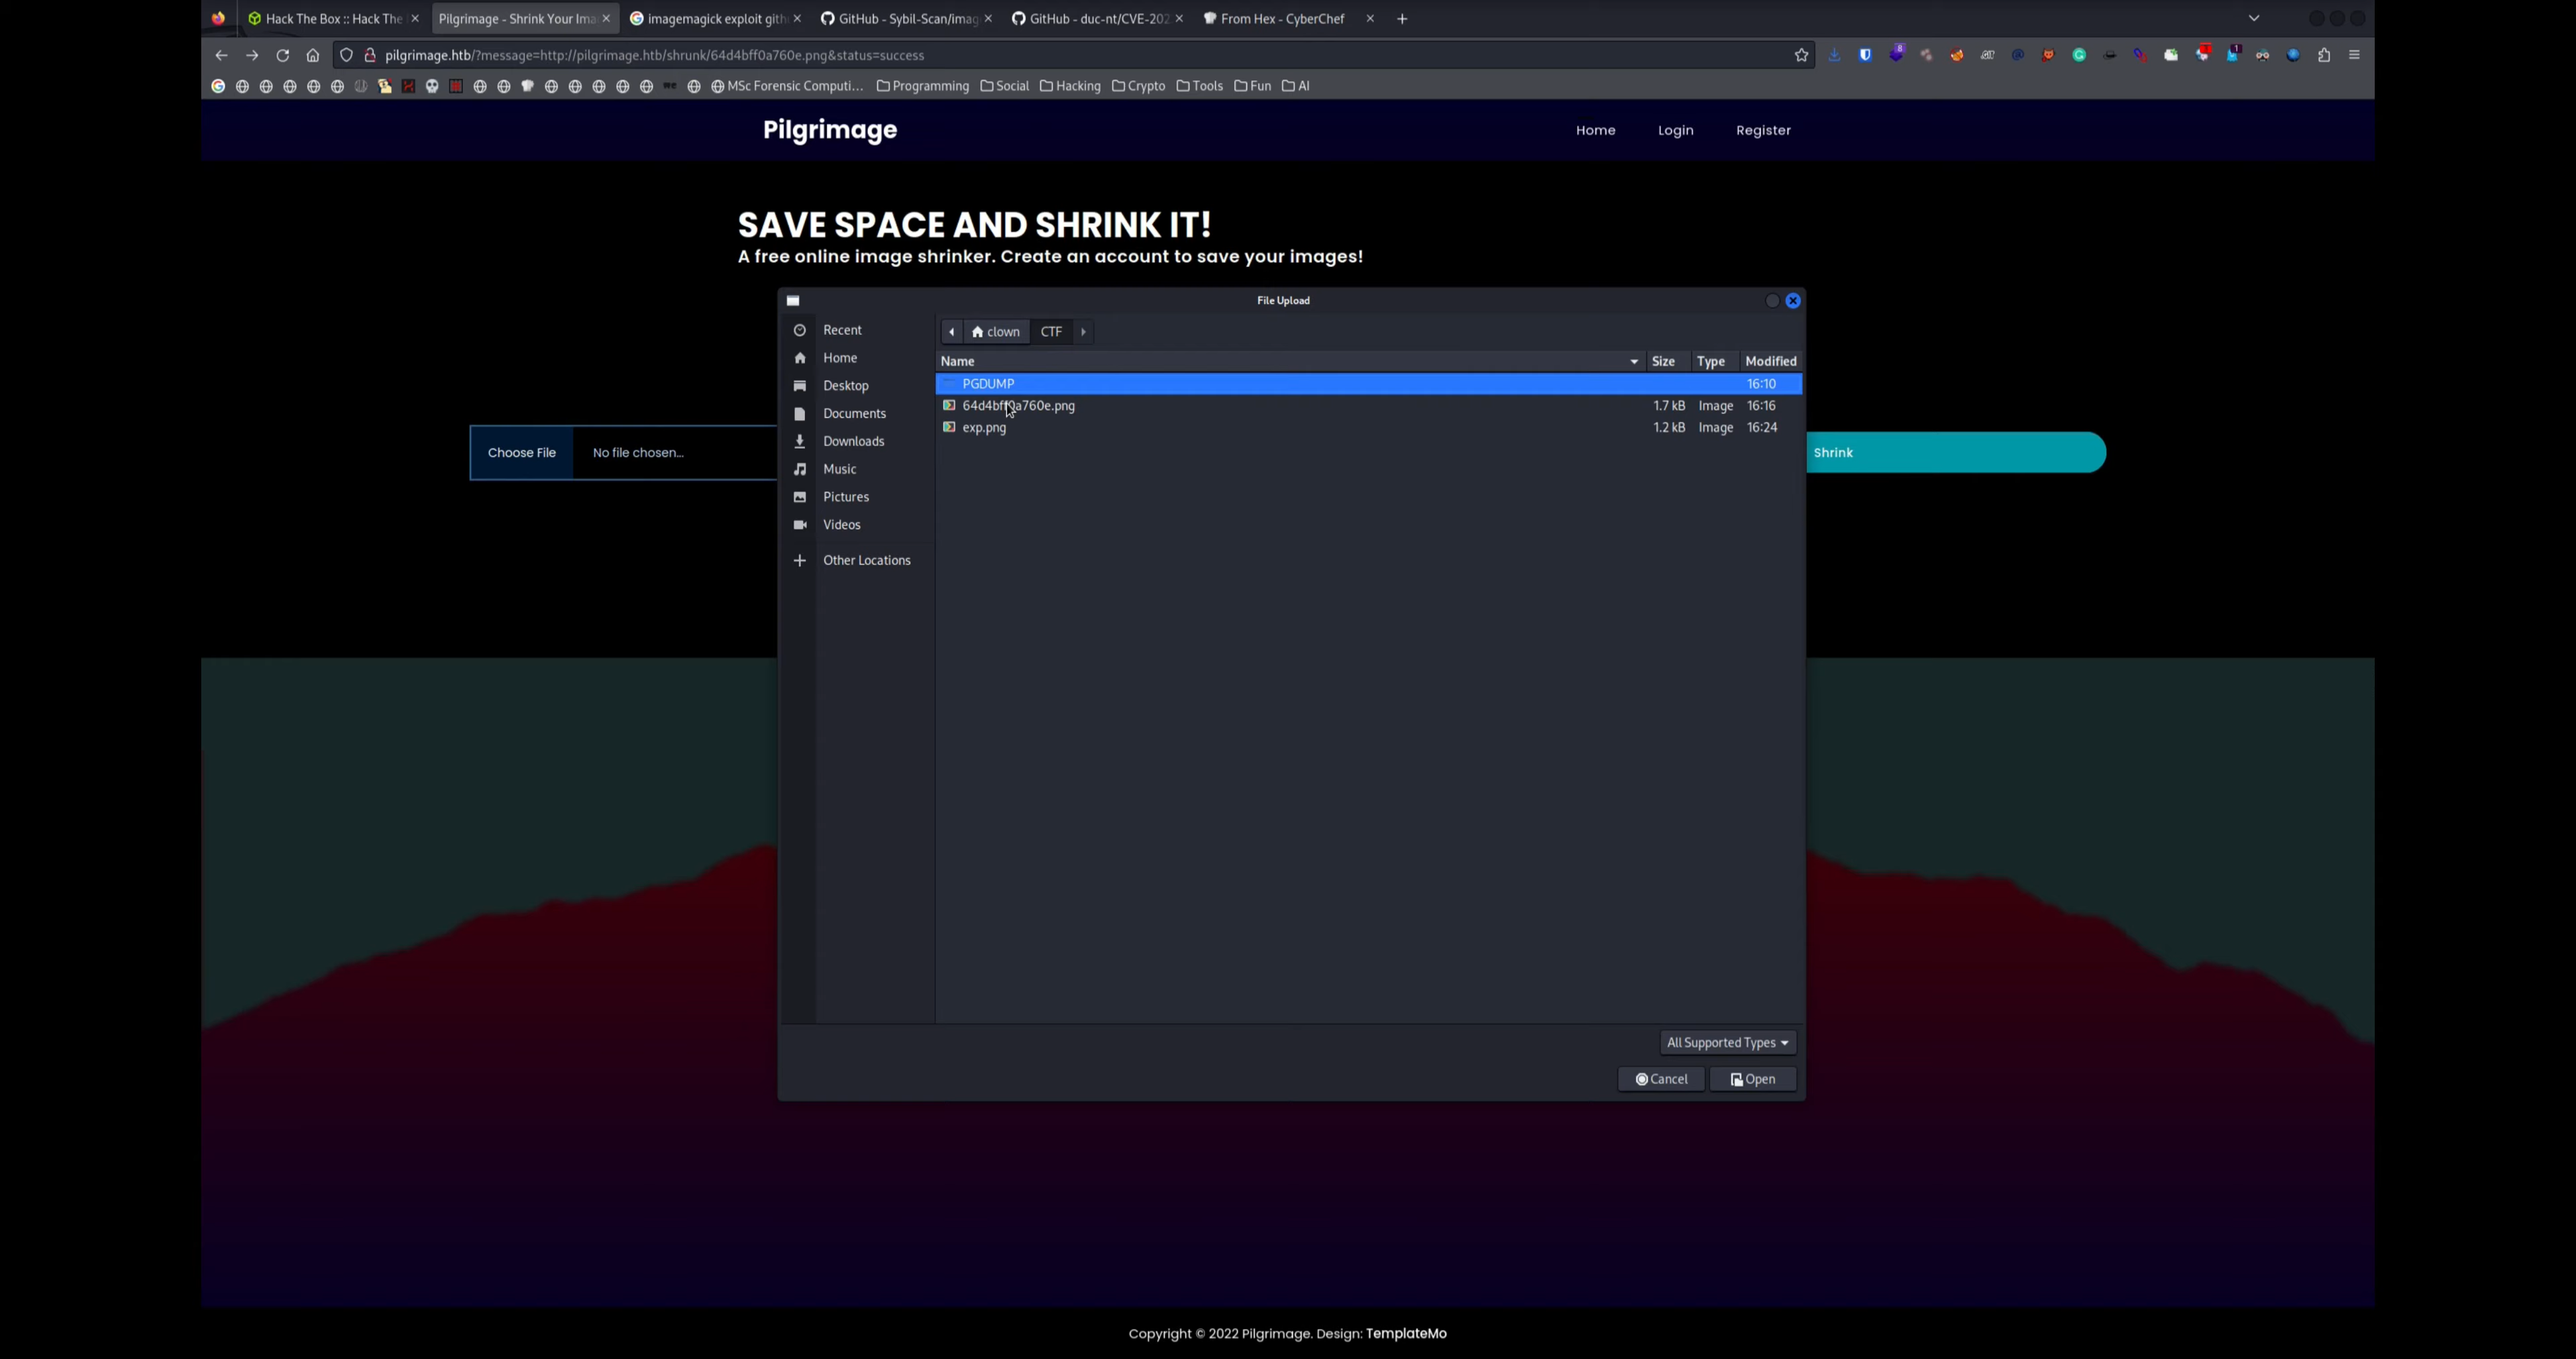 Hack The Box :: Hack The
Pilgrimage - Shrink Your Ima
imagemagick exploit gith
GitHub - Sybil-Scan/imag
GitHub - duc-nt/CVE-202
From Hex - CyberChef
pilgrimage.htb/?message=http://pilgrimage.htb/shrunk/64d4bff0a760e.png&status=success
MSc Forensic Computi... Programming Social Hacking Crypto Tools Fun AI
Pilgrimage
Home Login Register
SAVE SPACE AND SHRINK IT!
A free online image shrinker. Create an account to save your images!
File Upload
clown CTF
Recent
Home
Desktop
Documents
Downloads
Music
Pictures
Videos
Other Locations
Name Size Type Modified
PGDUMP 16:10
64d4bff0a760e.png 1.7 kB Image 16:16
exp.png 1.2 kB Image 16:24
Choose File No file chosen...
Shrink
All Supported Types
Cancel Open
Copyright © 2022 Pilgrimage. Design: TemplateMo